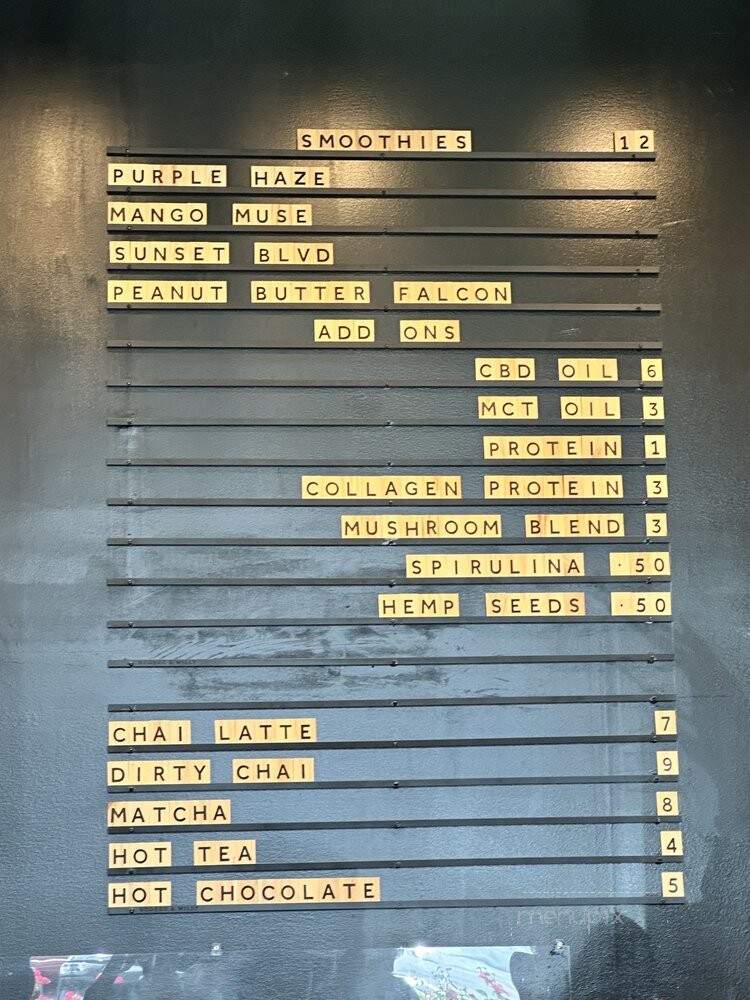 SMOOTHIES 12
PURPLE HAZE
MANGO MUSE
SUNSET BLVD
PEANUT BUTTER FALCON
ADD ONS
CBD OIL 6
MCT OIL 3
PROTEIN 1
COLLAGEN PROTEIN 3
MUSHROOM BLEND 3
SPIRULINA .50
HEMP SEEDS .50
CHAI LATTE 7
DIRTY CHAI 9
MATCHA 8
HOT TEA 4
HOT CHOCOLATE 5
menupix